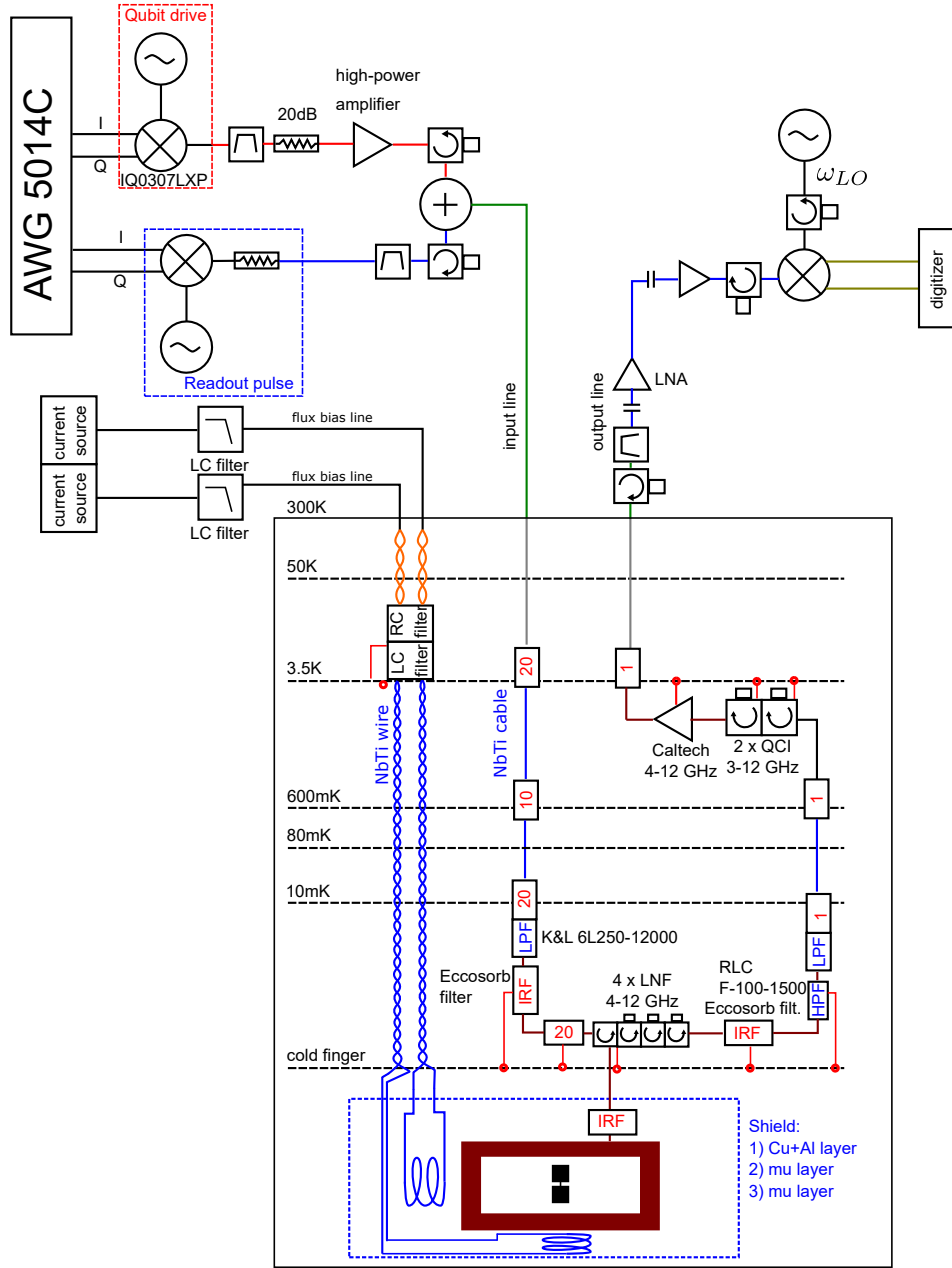 Qubit drive
AWG 5014C
I
Q
IQ0307LXP
20dB
high-power
amplifier
ω_LO
digitizer
I
Q
Readout pulse
LNA
input line
output line
current
source
LC filter
flux bias line
current
source
LC filter
flux bias line
300K
50K
RC filter
LC filter
3.5K
20
1
NbTi wire
NbTi cable
Caltech
4-12 GHz
2 x QCI
3-12 GHz
600mK
10
1
80mK
10mK
20
1
LPF
K&L 6L250-12000
LPF
Eccosorb
filter
IRF
4 x LNF
4-12 GHz
RLC
F-100-1500
Eccosorb filt.
HPF
20
IRF
cold finger
IRF
Shield:
1) Cu+Al layer
2) mu layer
3) mu layer